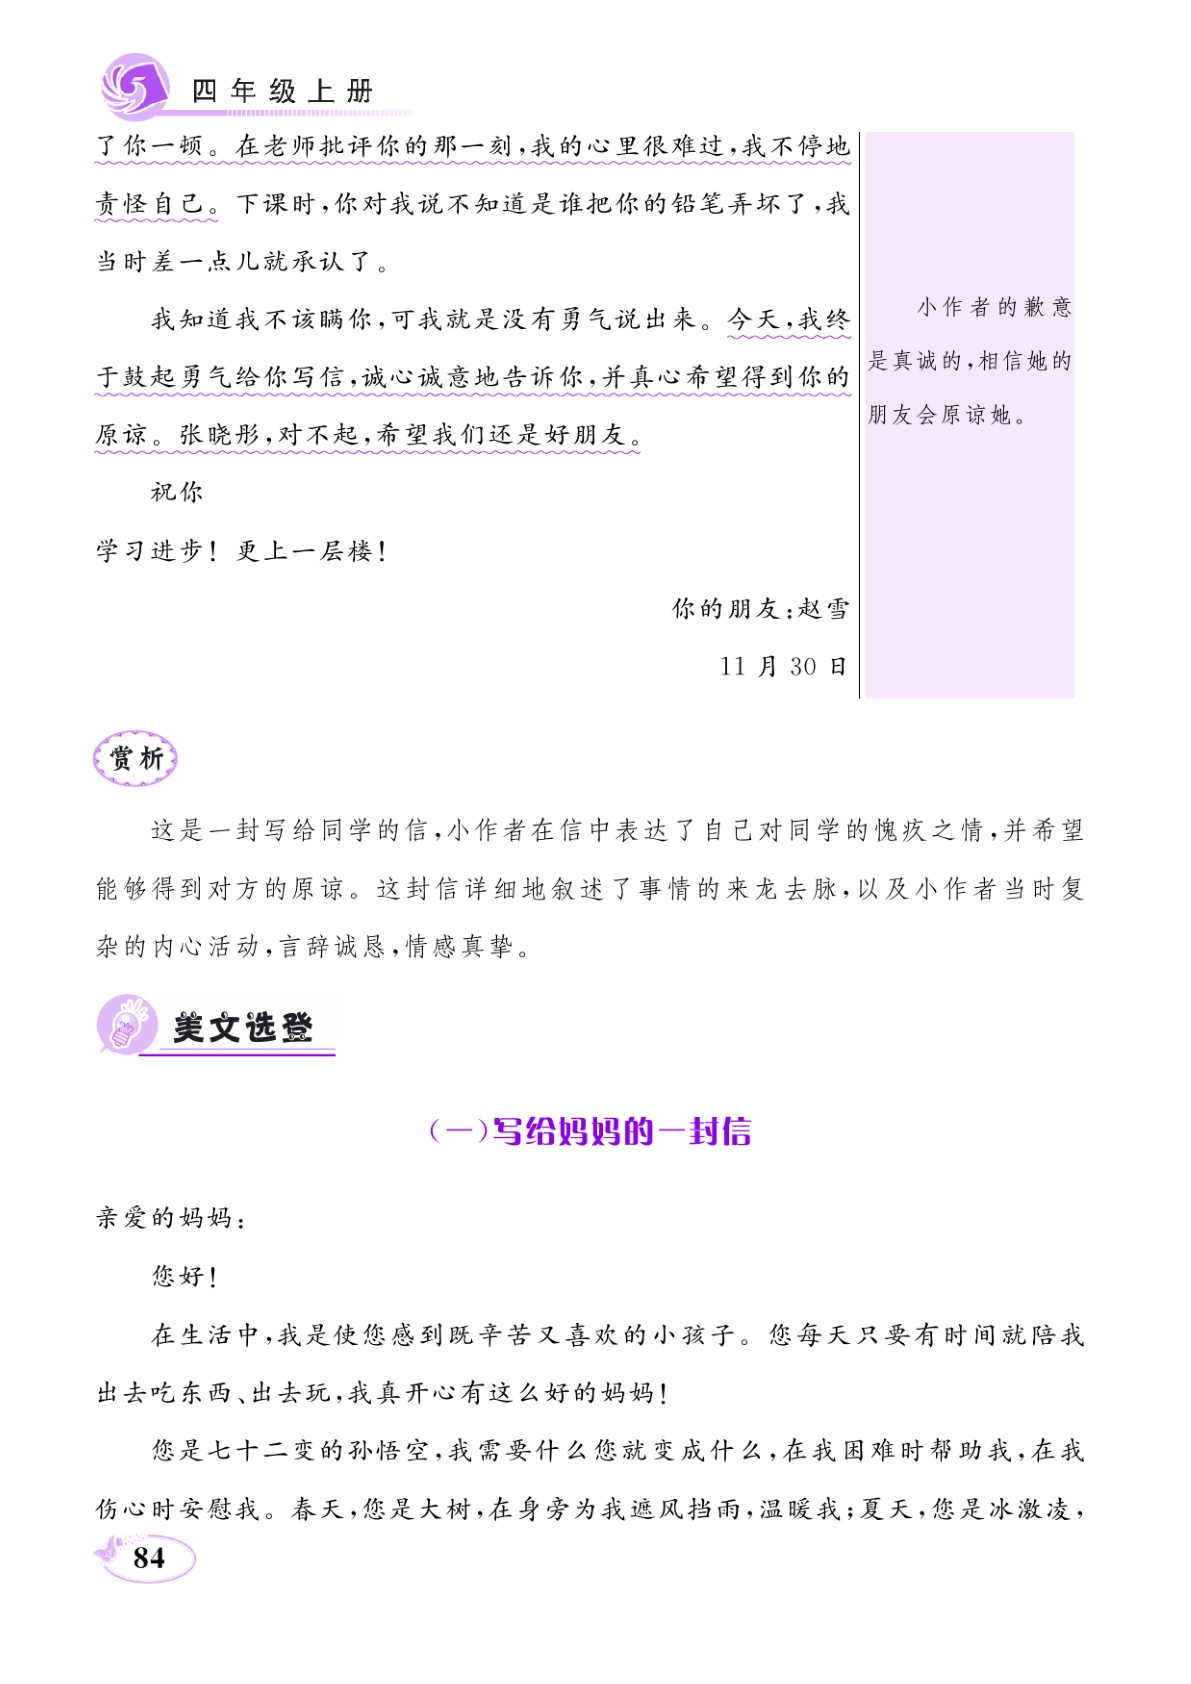 四年级上册
了你一顿。在老师批评你的那一刻,我的心里很难过,我不停地
责怪自己。下课时,你对我说不知道是谁把你的铅笔弄坏了,我
当时差一点儿就承认了。
我知道我不该瞒你,可我就是没有勇气说出来。今天,我终
于鼓起勇气给你写信,诚心诚意地告诉你,并真心希望得到你的
原谅。张晓彤,对不起,希望我们还是好朋友。
祝你
学习进步！更上一层楼！
你的朋友:赵雪
11 月 30 日
小作者的歉意
是真诚的,相信她的
朋友会原谅她。
赏析
这是一封写给同学的信,小作者在信中表达了自己对同学的愧疚之情,并希望
能够得到对方的原谅。这封信详细地叙述了事情的来龙去脉,以及小作者当时复
杂的内心活动,言辞诚恳,情感真挚。
美文选登
(一)写给妈妈的一封信
亲爱的妈妈:
您好！
在生活中,我是使您感到既辛苦又喜欢的小孩子。您每天只要有时间就陪我
出去吃东西、出去玩,我真开心有这么好的妈妈！
您是七十二变的孙悟空,我需要什么您就变成什么,在我困难时帮助我,在我
伤心时安慰我。春天,您是大树,在身旁为我遮风挡雨,温暖我;夏天,您是冰激凌,
84